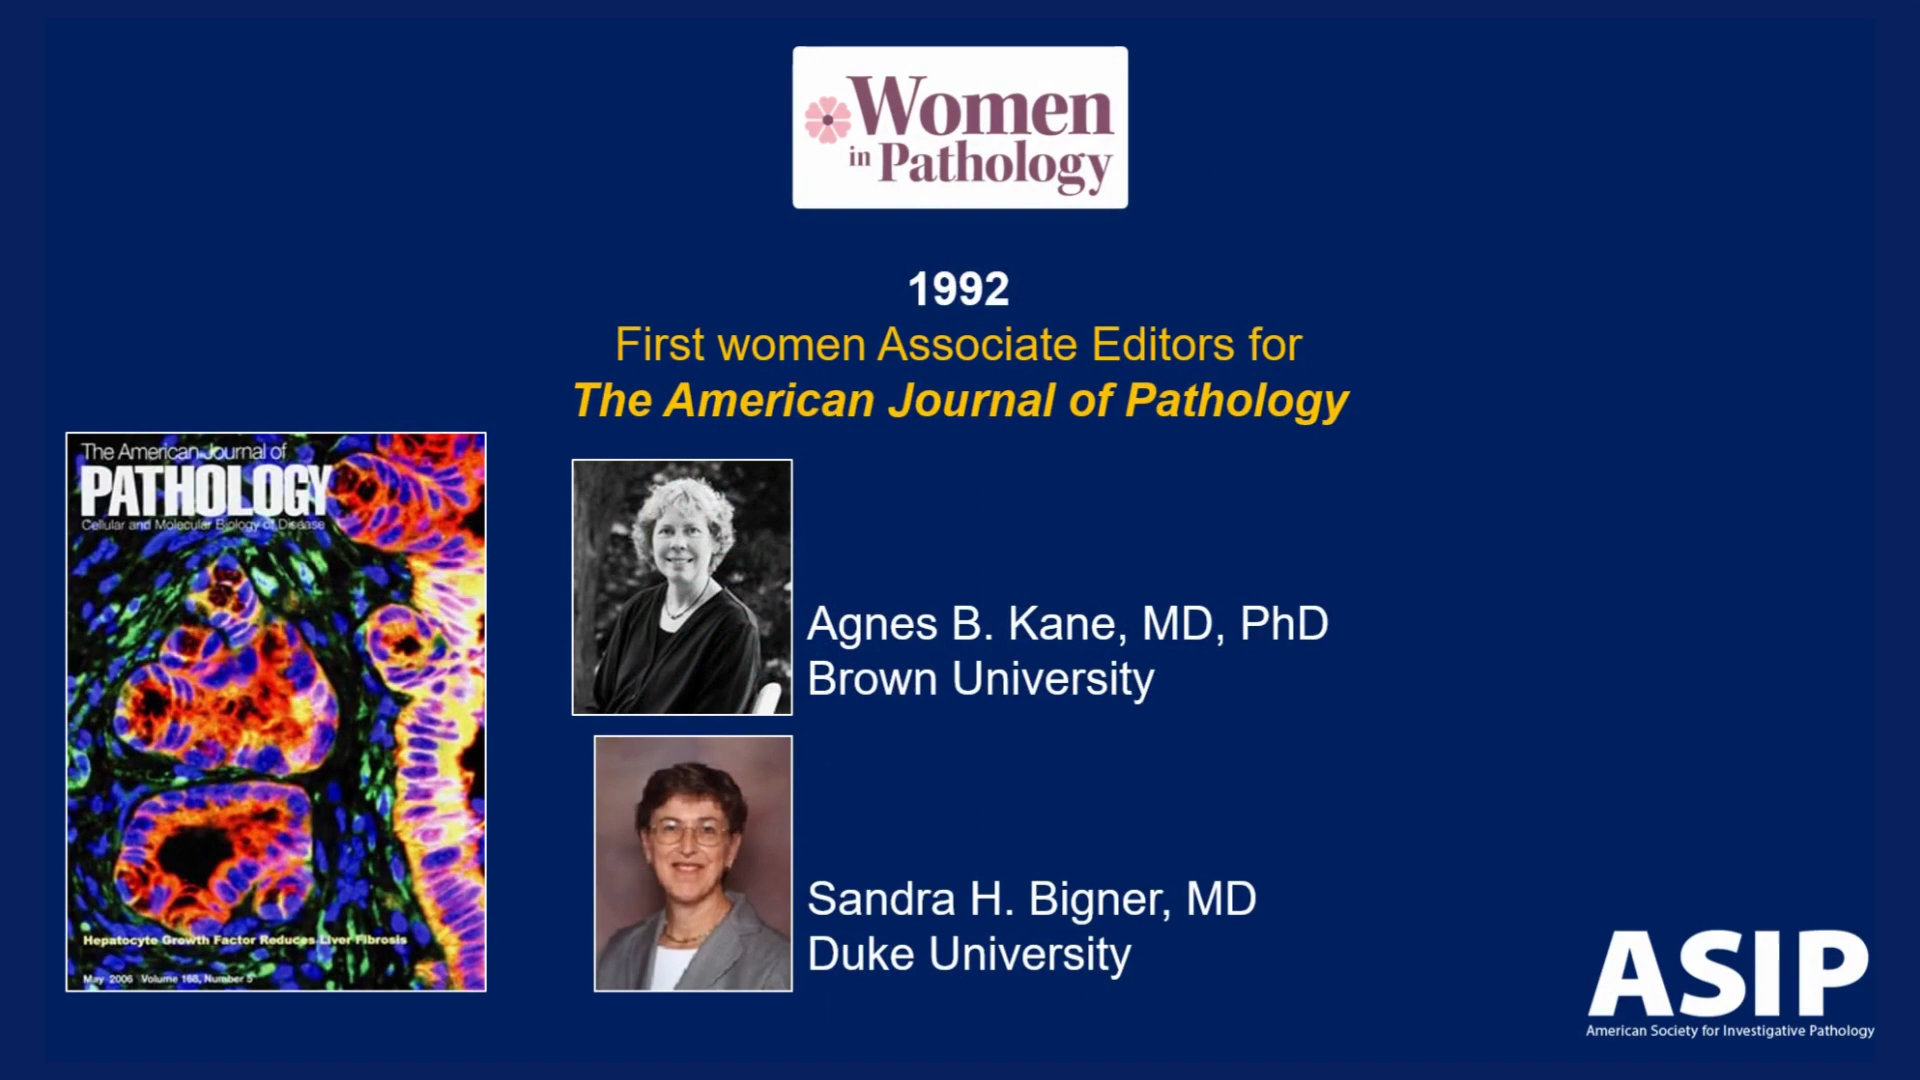 Women
in Pathology
1992
First women Associate Editors for
The American Journal of Pathology
The American Journal of
PATHOLOGY
Cellular and Molecular Biology of Disease
Hepatocyte Growth Factor Reduces Liver Fibrosis
May 2006 Volume 168, Number 5
Agnes B. Kane, MD, PhD
Brown University
Sandra H. Bigner, MD
Duke University
ASIP
American Society for Investigative Pathology